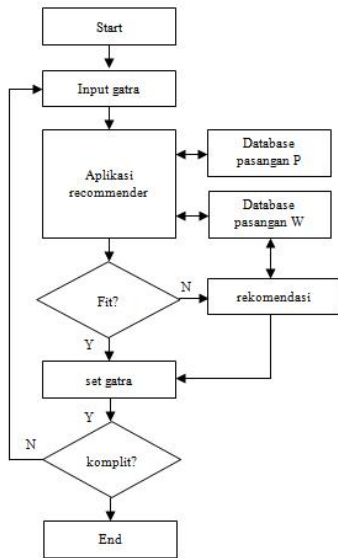 Start
Input gatra
Aplikasi
recommender
Database
pasangan P
Database
pasangan W
Fit?
N
rekomendasi
Y
set gatra
Y
N
komplit?
End